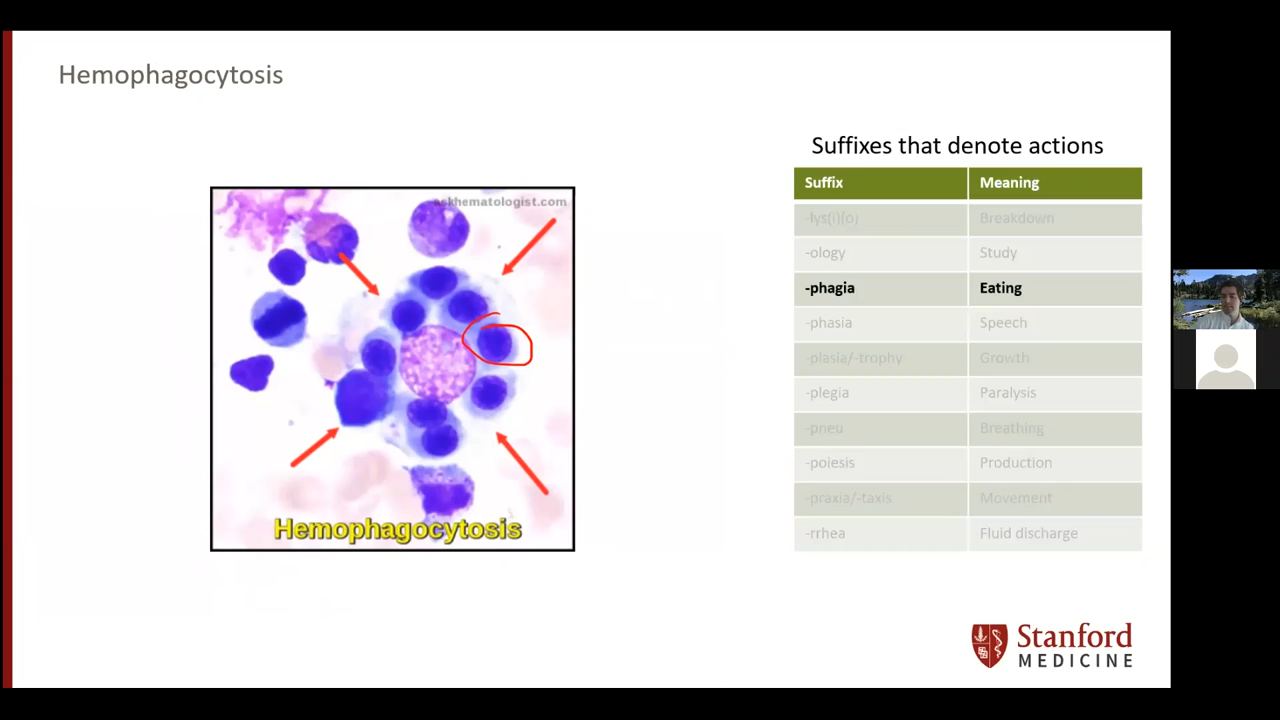 Hemophagocytosis
askhematologist.com
Hemophagocytosis
Suffixes that denote actions
Suffix Meaning
-lys(i)(o) Breakdown
-ology Study
-phagia Eating
-phasia Speech
-plasia/-trophy Growth
-plegia Paralysis
-pneu Breathing
-poiesis Production
-praxia/-taxis Movement
-rrhea Fluid discharge
Stanford
MEDICINE